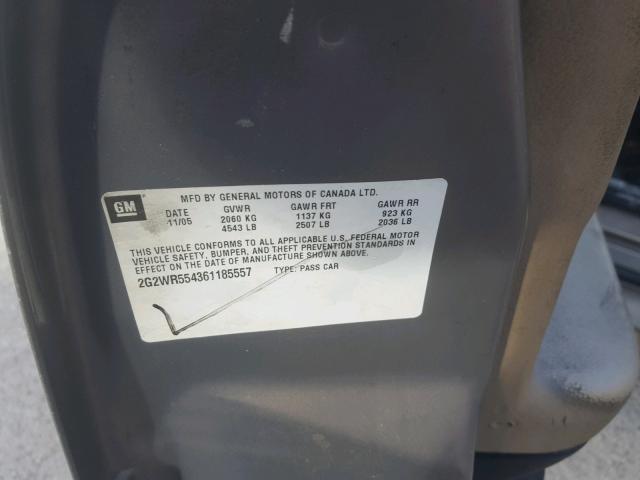 GM
MFD BY GENERAL MOTORS OF CANADA LTD.
DATE GVWR GAWR FRT GAWR RR
11/05 2060 KG 1137 KG 923 KG
4543 LB 2507 LB 2036 LB
THIS VEHICLE CONFORMS TO ALL APPLICABLE U.S. FEDERAL MOTOR
VEHICLE SAFETY, BUMPER, AND THEFT PREVENTION STANDARDS IN
EFFECT ON THE DATE OF MANUFACTURE SHOWN ABOVE.
2G2WR554361185557 TYPE: PASS CAR